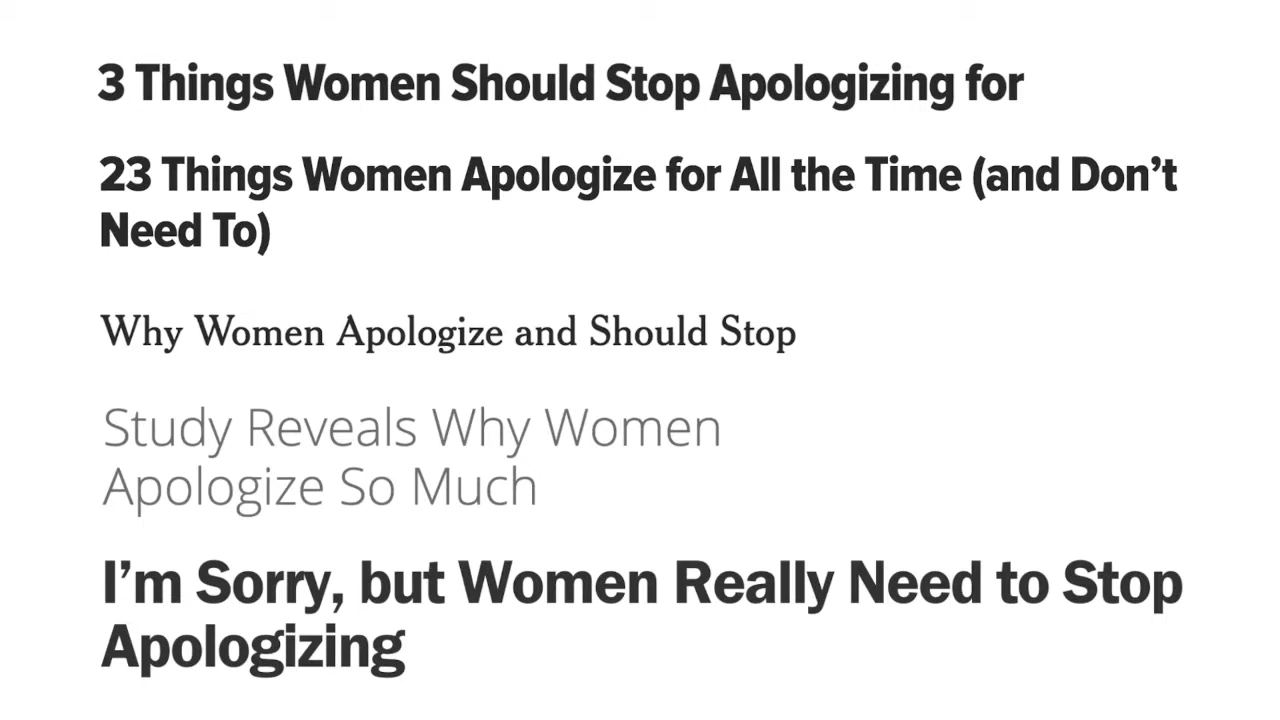 3 Things Women Should Stop Apologizing for
23 Things Women Apologize for All the Time (and Don’t
Need To)
Why Women Apologize and Should Stop
Study Reveals Why Women
Apologize So Much
I’m Sorry, but Women Really Need to Stop
Apologizing